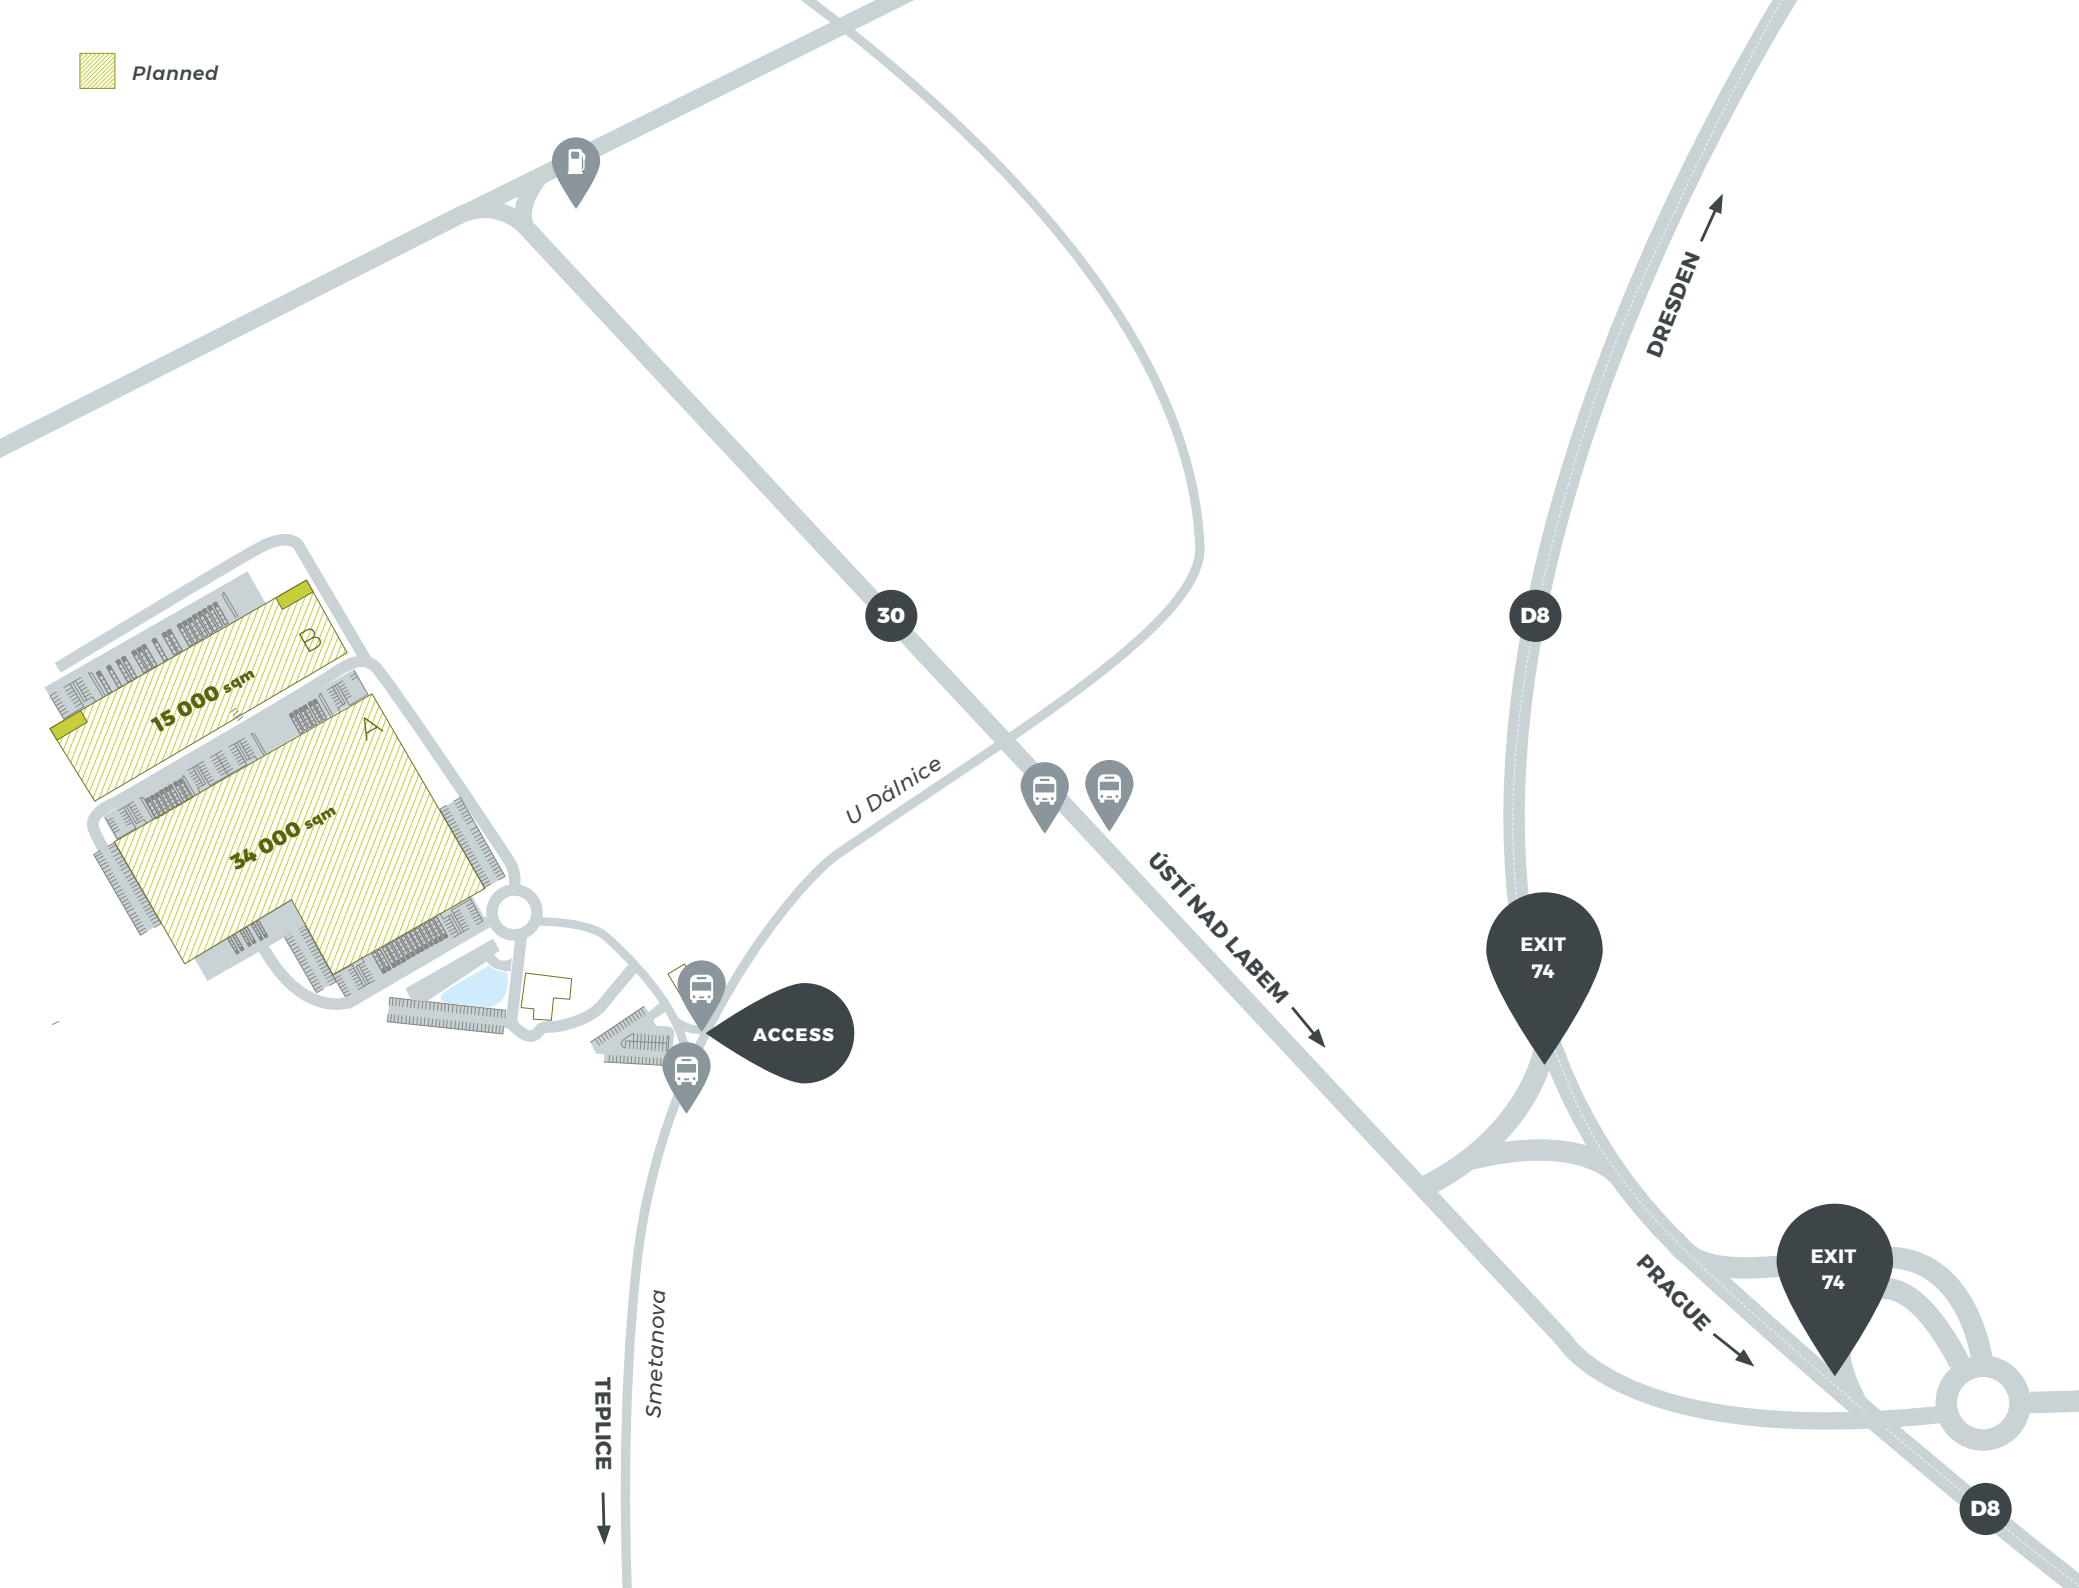 Planned
DRESDEN
30
D8
B
15 000 sqm
A
34 000 sqm
U Dálnice
ÚSTÍ NAD LABEM
EXIT
74
ACCESS
EXIT
74
PRAGUE
Smetanova
TEPLICE
D8